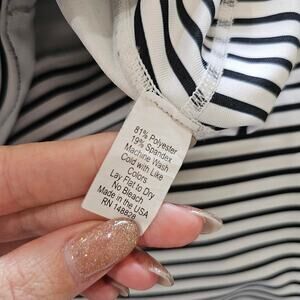 81% Polyester
19% Spandex
Machine Wash
Cold with Like
Colors
Lay Flat to Dry
No Bleach
Made in the USA
RN 148828